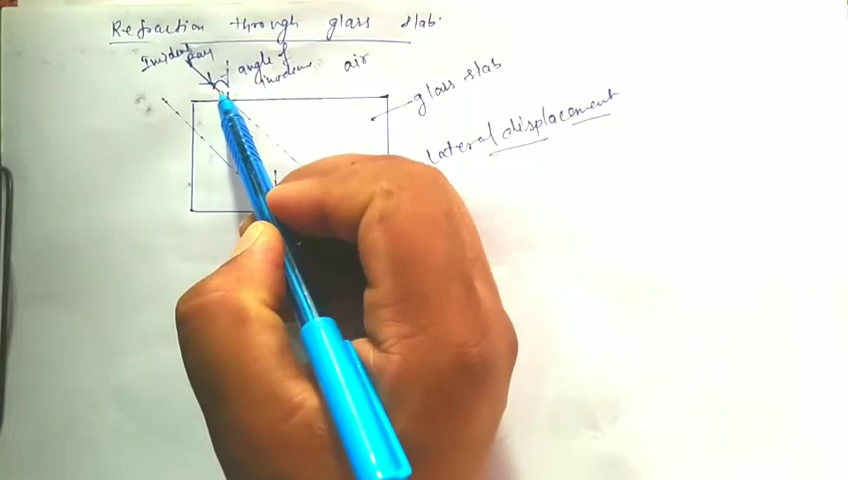 Refraction through glass slab.
Incident ray
angle of incidence
air
glass slab
Lateral displacement